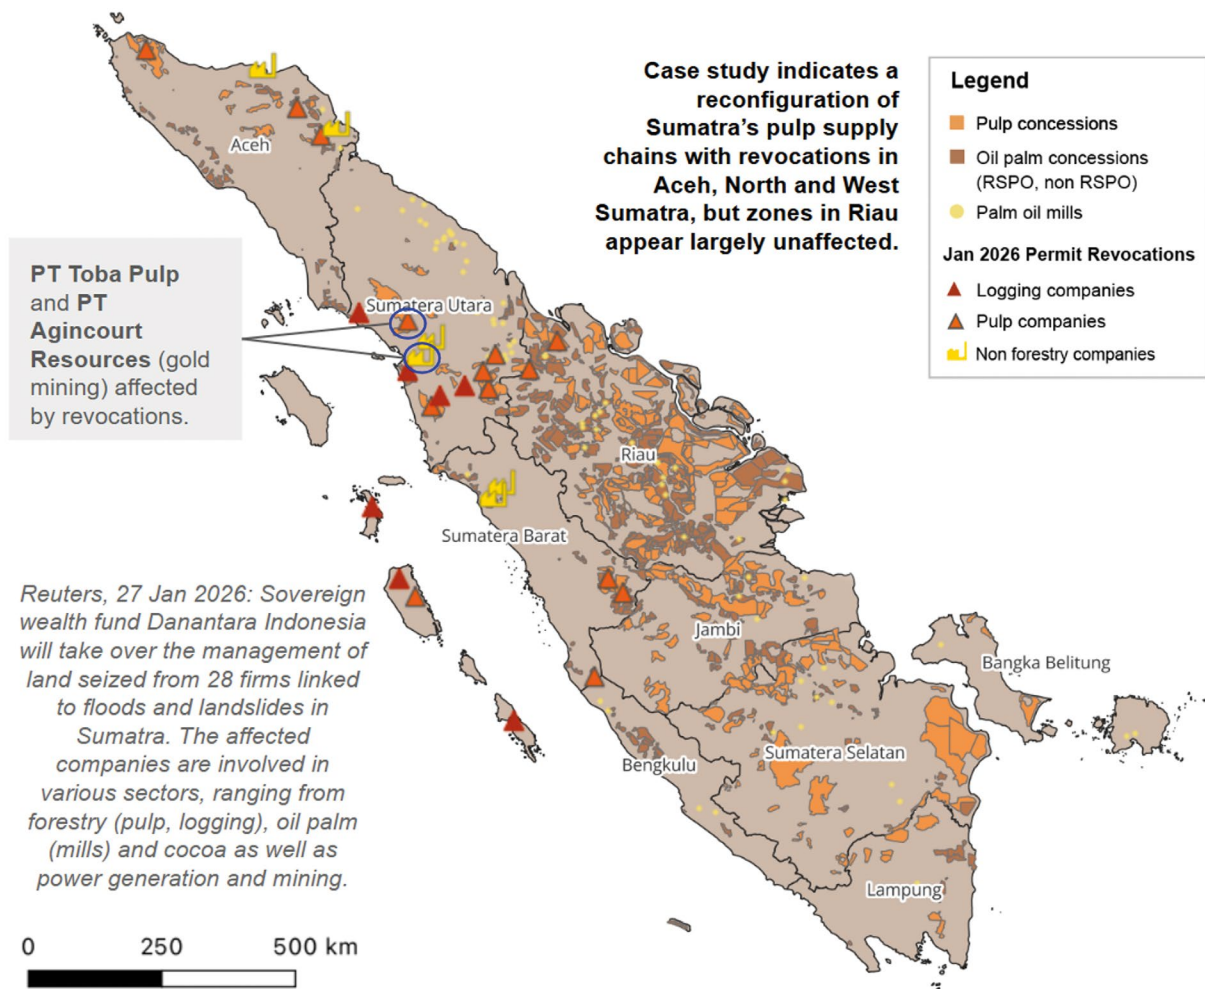 Case study indicates a
reconfiguration of
Sumatra's pulp supply
chains with revocations in
Aceh, North and West
Sumatra, but zones in Riau
appear largely unaffected.
Legend
Pulp concessions
Oil palm concessions
(RSPO, non RSPO)
Palm oil mills
Jan 2026 Permit Revocations
Logging companies
Pulp companies
Non forestry companies
Aceh
PT Toba Pulp
and PT
Agincourt
Resources (gold
mining) affected
by revocations.
Sumatera Utara
Riau
Sumatera Barat
Jambi
Bangka Belitung
Sumatera Selatan
Bengkulu
Lampung
Reuters, 27 Jan 2026: Sovereign
wealth fund Danantara Indonesia
will take over the management of
land seized from 28 firms linked
to floods and landslides in
Sumatra. The affected
companies are involved in
various sectors, ranging from
forestry (pulp, logging), oil palm
(mills) and cocoa as well as
power generation and mining.
0 250 500 km